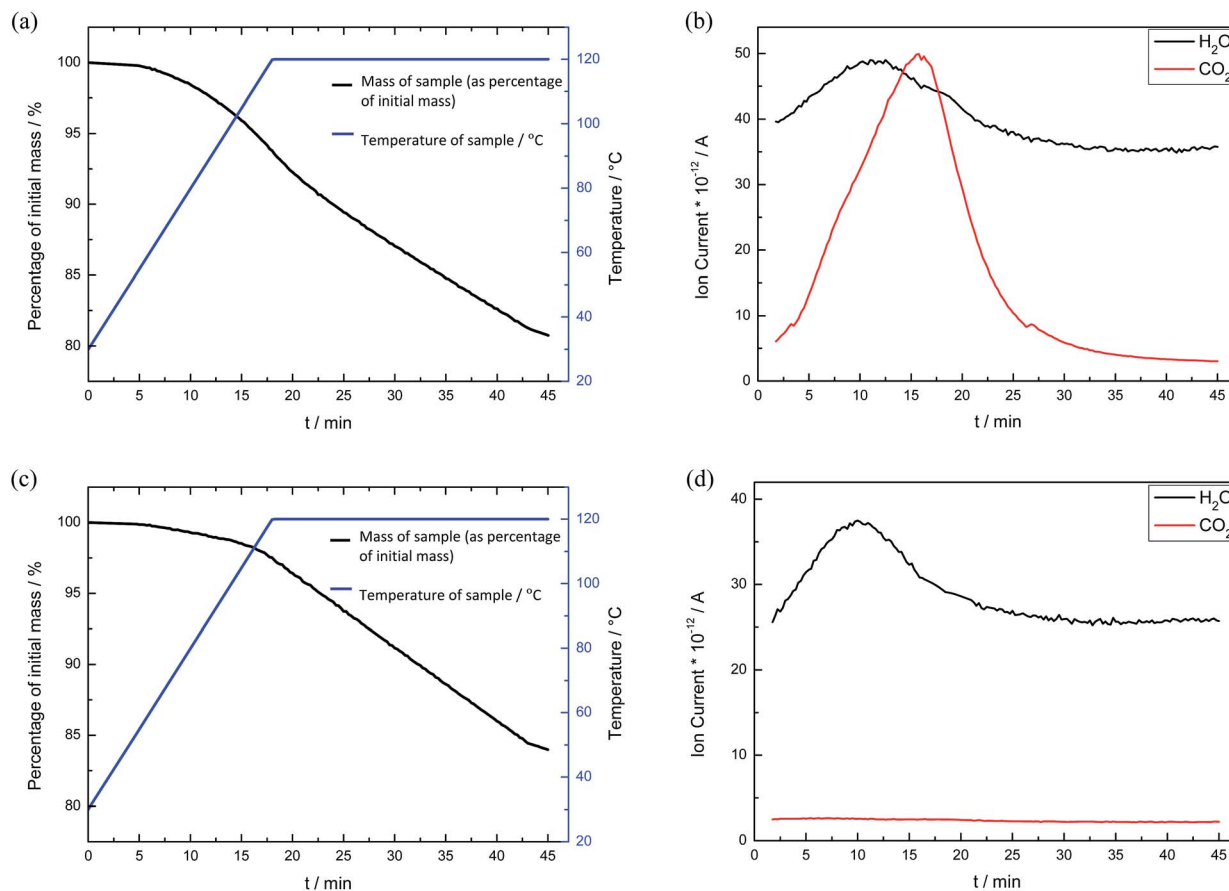 (a)
100
95
90
85
80
Percentage of initial mass / %
0 5 10 15 20 25 30 35 40 45
t / min
120
100
80
60
40
20
Temperature / °C
Mass of sample (as percentage
of initial mass)
Temperature of sample / °C
(b)
H₂O
CO₂
50
40
30
20
10
0
Ion Current * 10⁻¹² / A
0 5 10 15 20 25 30 35 40 45
t / min
(c)
100
95
90
85
80
Percentage of initial mass / %
0 5 10 15 20 25 30 35 40 45
t / min
120
100
80
60
40
20
Temperature / °C
Mass of sample (as percentage
of initial mass)
Temperature of sample / °C
(d)
H₂O
CO₂
40
30
20
10
0
Ion Current * 10⁻¹² / A
0 5 10 15 20 25 30 35 40 45
t / min